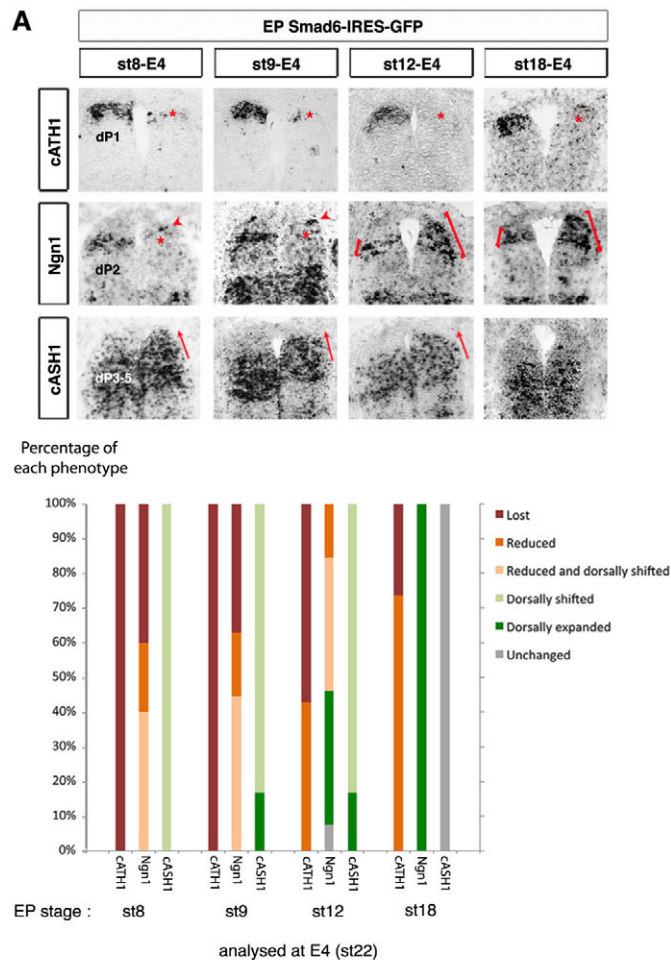 A
EP Smad6-IRES-GFP
st8-E4 st9-E4 st12-E4 st18-E4
cATH1
dP1
Ngn1
dP2
cASH1
dP3-5
Percentage of
each phenotype
100%
90%
80%
70%
60%
50%
40%
30%
20%
10%
0%
Lost
Reduced
Reduced and dorsally shifted
Dorsally shifted
Dorsally expanded
Unchanged
cATH1 Ngn1 cASH1 cATH1 Ngn1 cASH1 cATH1 Ngn1 cASH1 cATH1 Ngn1 cASH1
EP stage : st8 st9 st12 st18
analysed at E4 (st22)